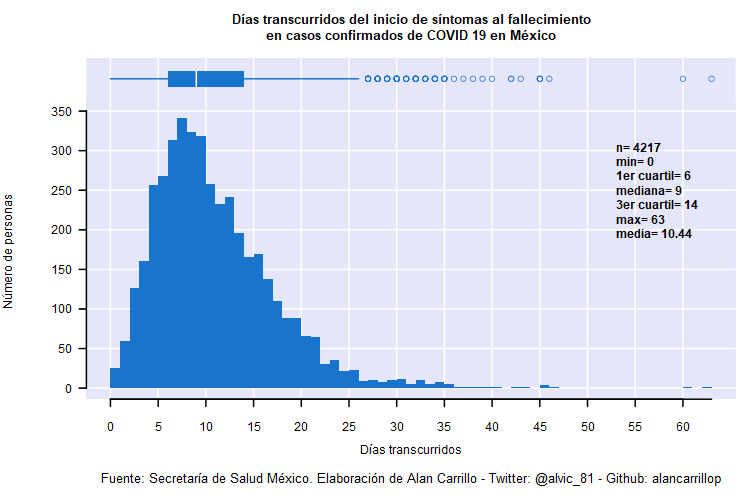 Días transcurridos del inicio de síntomas al fallecimiento
en casos confirmados de COVID 19 en México
350
300
250
200
150
100
50
0
Número de personas
n= 4217
min= 0
1er cuartil= 6
mediana= 9
3er cuartil= 14
max= 63
media= 10.44
0 5 10 15 20 25 30 35 40 45 50 55 60
Días transcurridos
Fuente: Secretaría de Salud México. Elaboración de Alan Carrillo - Twitter: @alvic_81 - Github: alancarrillop